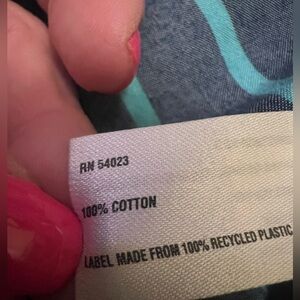 RN 54023
100% COTTON
LABEL MADE FROM 100% RECYCLED PLASTIC